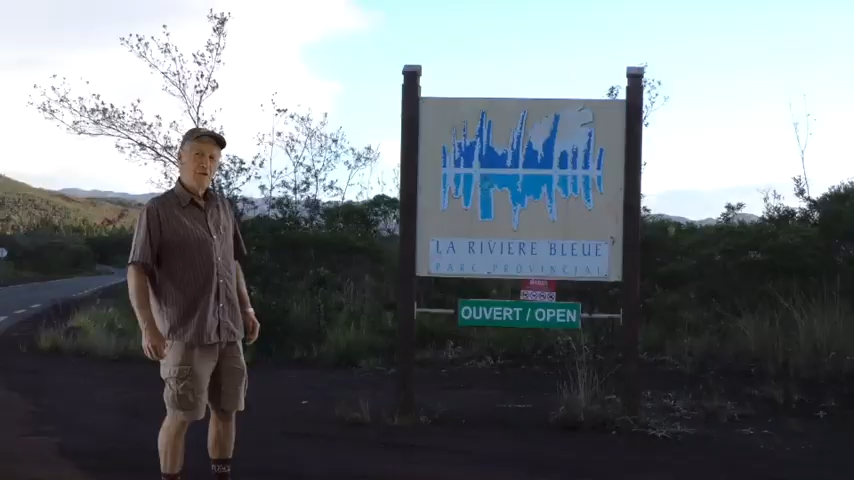 LA RIVIERE BLEUE
PARC PROVINCIAL
OUVERT / OPEN